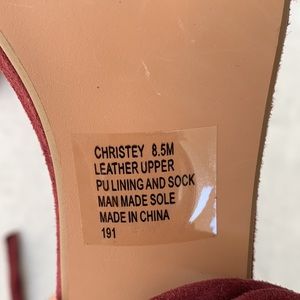 CHRISTEY 8.5M
LEATHER UPPER
PU LINING AND SOCK
MAN MADE SOLE
MADE IN CHINA
191